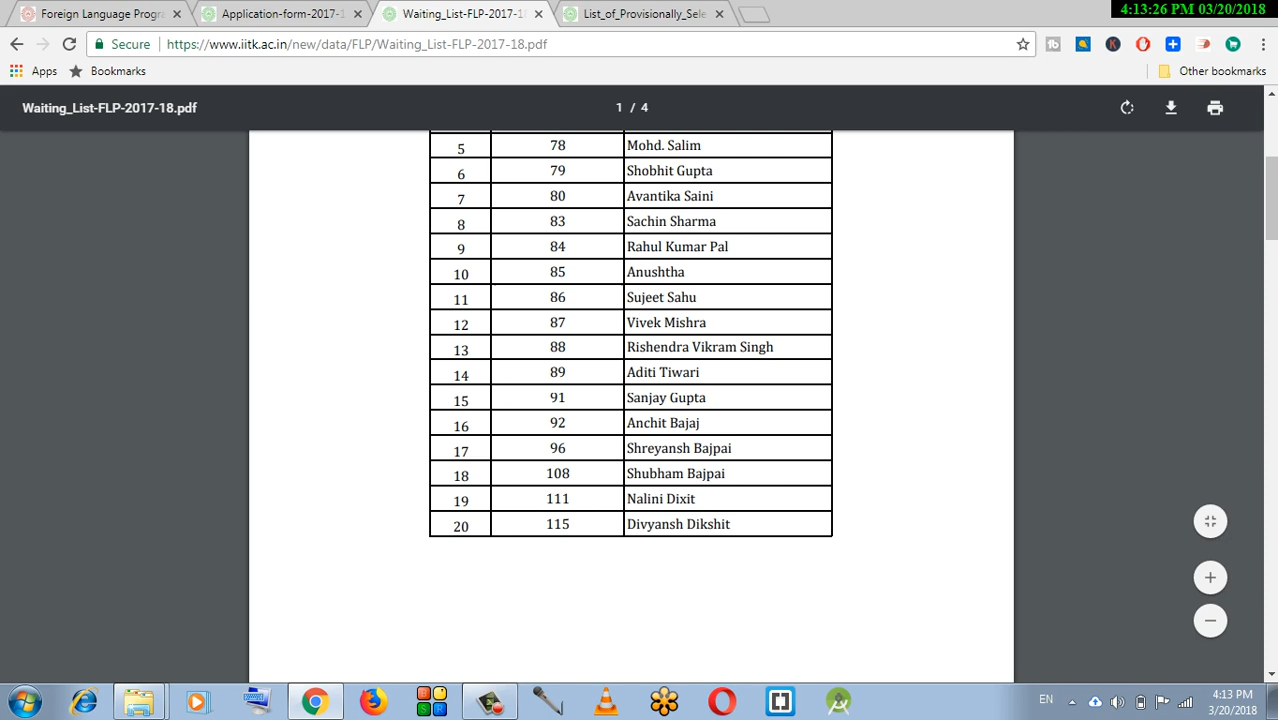 Foreign Language Progra
Application-form-2017-1
Waiting_List-FLP-2017-1
List_of_Provisionally_Sele
4:13:26 PM 03/20/2018
Secure
https://www.iitk.ac.in/new/data/FLP/Waiting_List-FLP-2017-18.pdf
Apps
Bookmarks
Other bookmarks
Waiting_List-FLP-2017-18.pdf
1 / 4
5 78 Mohd. Salim
6 79 Shobhit Gupta
7 80 Avantika Saini
8 83 Sachin Sharma
9 84 Rahul Kumar Pal
10 85 Anushtha
11 86 Sujeet Sahu
12 87 Vivek Mishra
13 88 Rishendra Vikram Singh
14 89 Aditi Tiwari
15 91 Sanjay Gupta
16 92 Anchit Bajaj
17 96 Shreyansh Bajpai
18 108 Shubham Bajpai
19 111 Nalini Dixit
20 115 Divyansh Dikshit
EN
4:13 PM
3/20/2018